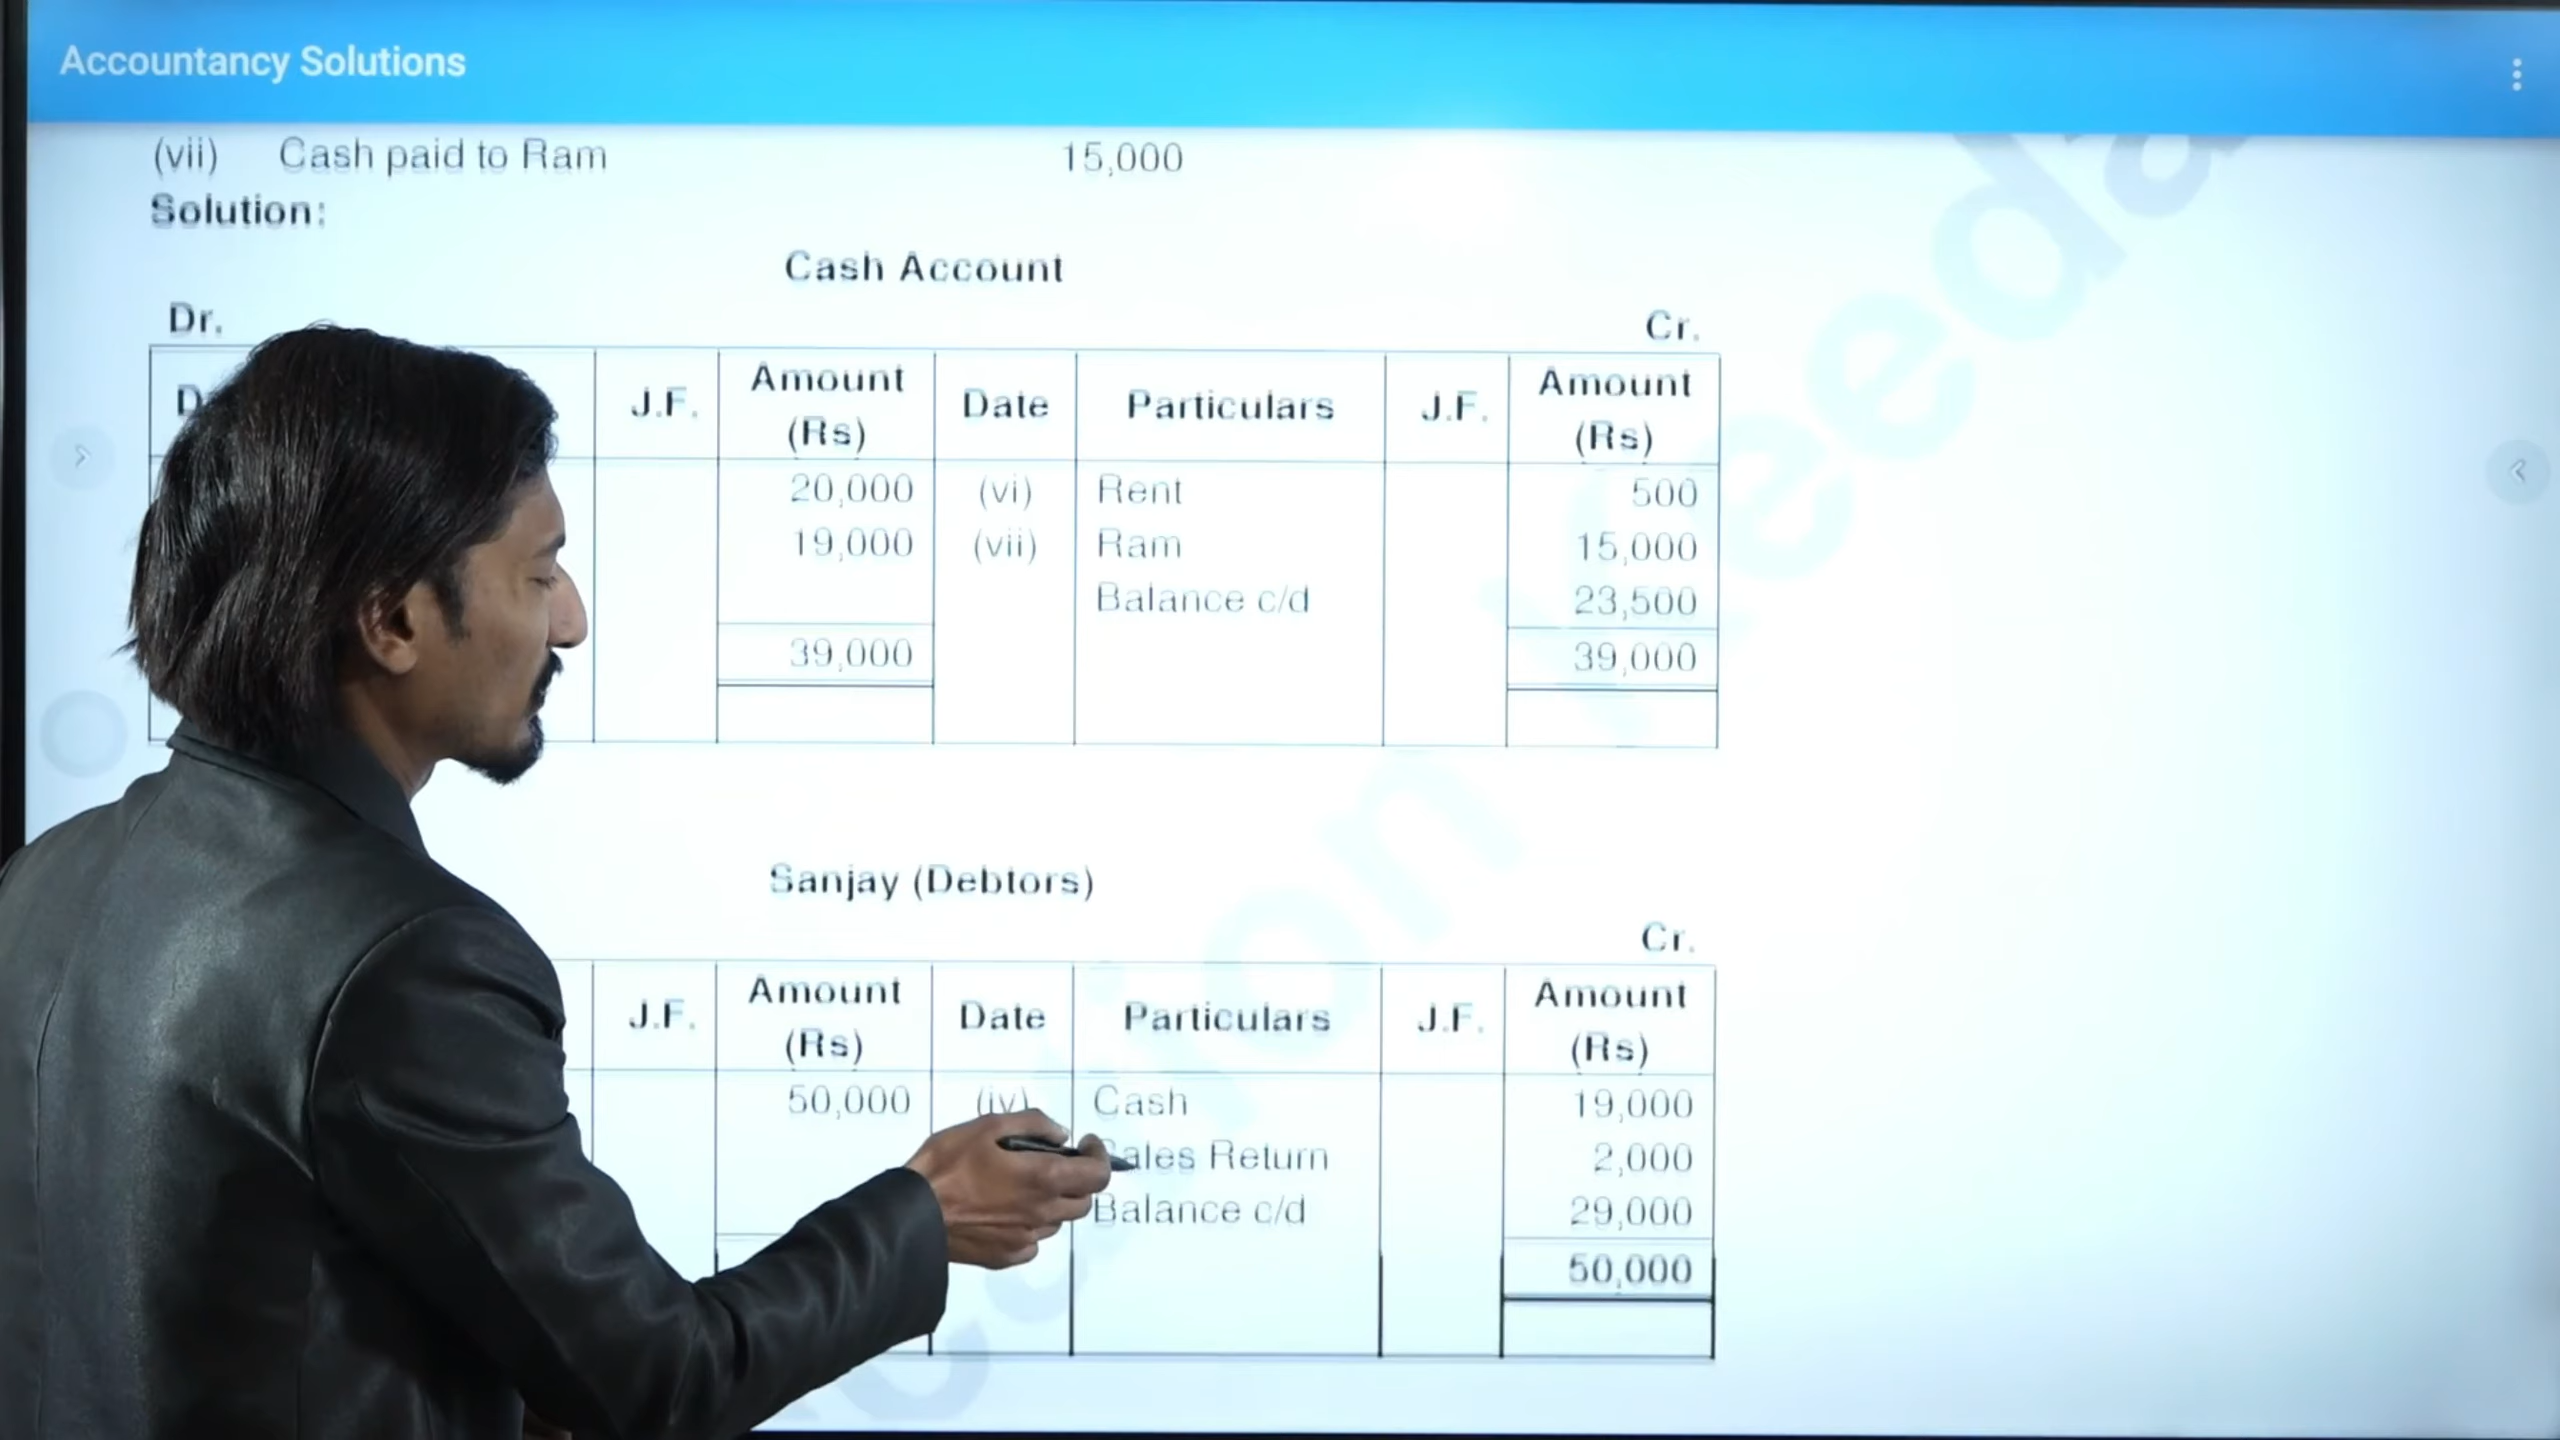 Accountancy Solutions
(vii) Cash paid to Ram 15,000
Solution:
Cash Account
Dr. Cr.
J.F. Amount (Rs) Date Particulars J.F. Amount (Rs)
20,000 (vi) Rent 500
19,000 (vii) Ram 15,000
Balance c/d 23,500
39,000 39,000
Sanjay (Debtors)
Cr.
J.F. Amount (Rs) Date Particulars J.F. Amount (Rs)
50,000 (iv) Cash 19,000
Sales Return 2,000
Balance c/d 29,000
50,000